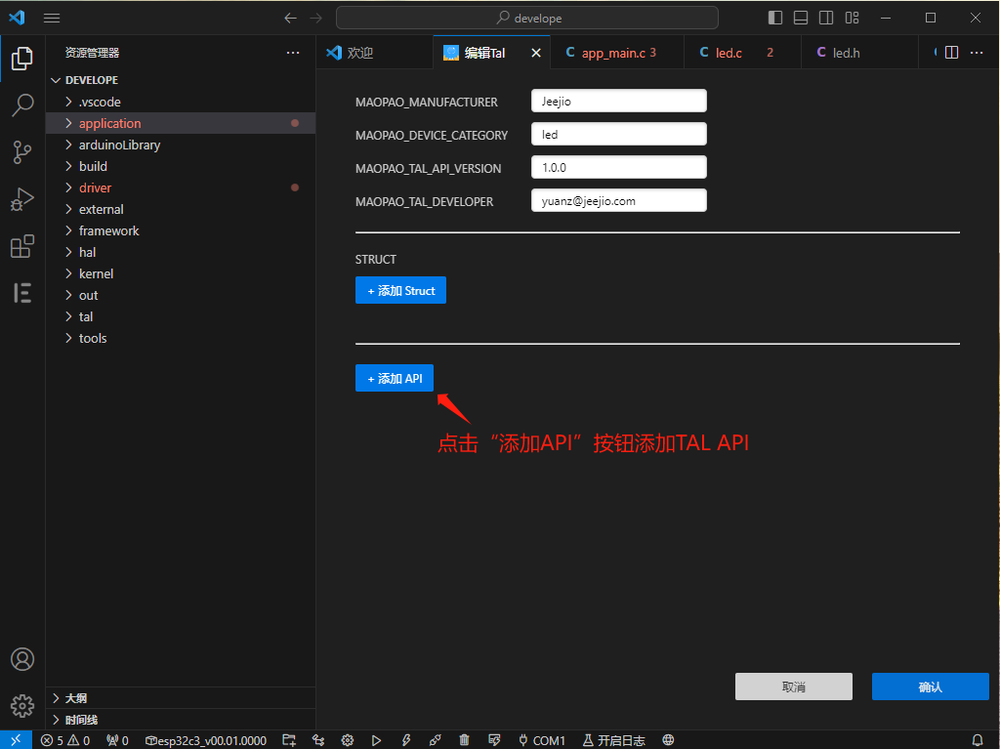 develope
资源管理器
欢迎
编辑Tal
C app_main.c 3
C led.c 2
C led.h
DEVELOPE
.vscode
application
arduinoLibrary
build
driver
external
framework
hal
kernel
out
tal
tools
大纲
时间线
MAOPAO_MANUFACTURER Jeejio
MAOPAO_DEVICE_CATEGORY led
MAOPAO_TAL_API_VERSION 1.0.0
MAOPAO_TAL_DEVELOPER yuanz@jeejio.com
STRUCT
+ 添加 Struct
+ 添加 API
点击“添加API”按钮添加TAL API
取消 确认
5 0 0 esp32c3_v00.01.0000 COM1 开启日志